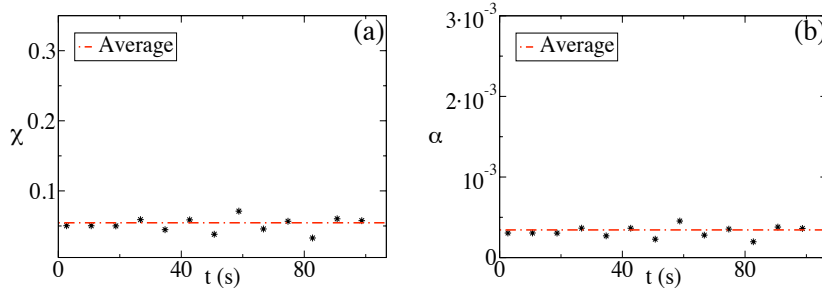 (a)
Average
0.3
0.2
0.1
χ
0 40 80
t (s)
(b)
Average
3·10⁻³
2·10⁻³
10⁻³
0
α
0 40 80
t (s)